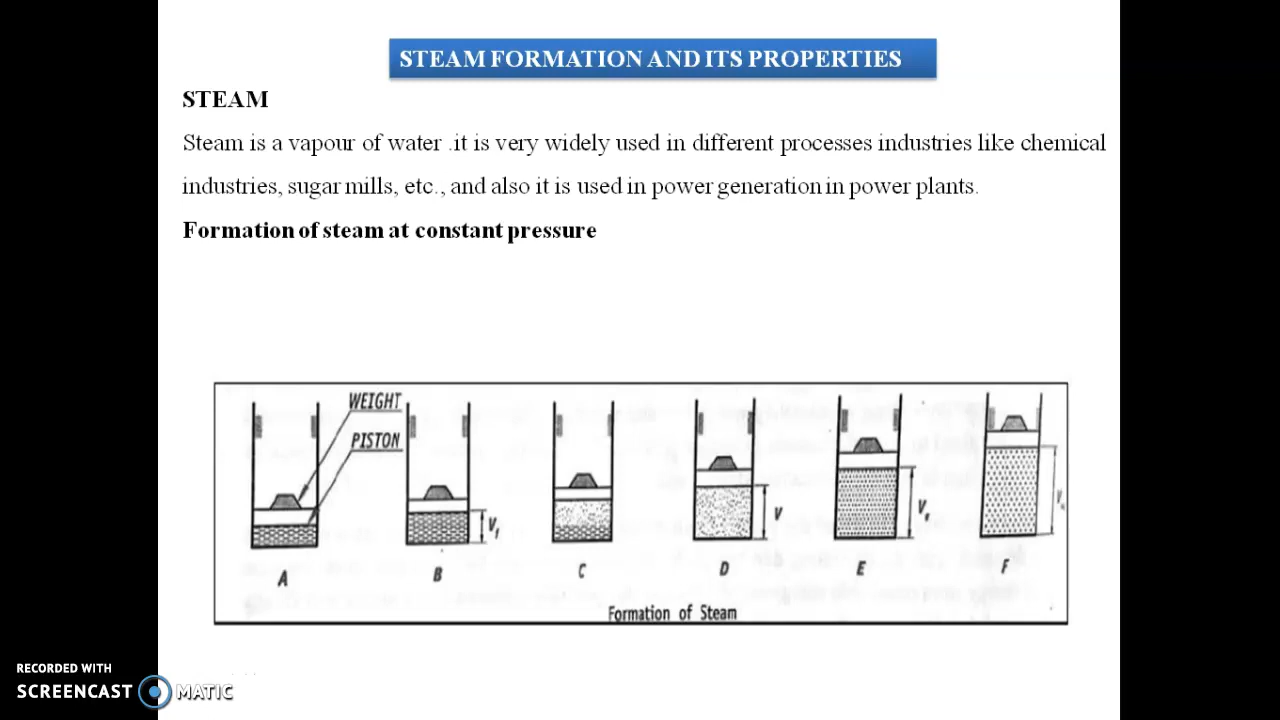 STEAM FORMATION AND ITS PROPERTIES
STEAM
Steam is a vapour of water .it is very widely used in different processes industries like chemical
industries, sugar mills, etc., and also it is used in power generation in power plants.
Formation of steam at constant pressure
WEIGHT
PISTON
Vf
V
A
B
C
D
E
F
Formation of Steam
RECORDED WITH
SCREENCAST MATIC